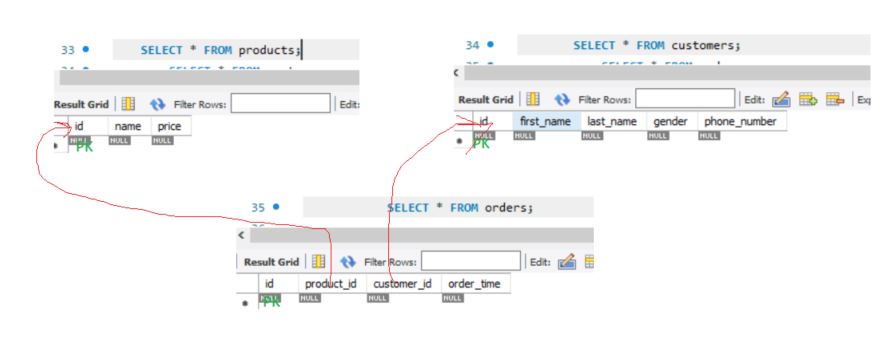 33 SELECT * FROM products;
Result Grid Filter Rows: Edit:
id name price
NULL NULL NULL
PK
34 SELECT * FROM customers;
Result Grid Filter Rows: Edit: Exp
id first_name last_name gender phone_number
NULL NULL NULL NULL NULL
PK
35 SELECT * FROM orders;
Result Grid Filter Rows: Edit:
id product_id customer_id order_time
NULL NULL NULL NULL
PK